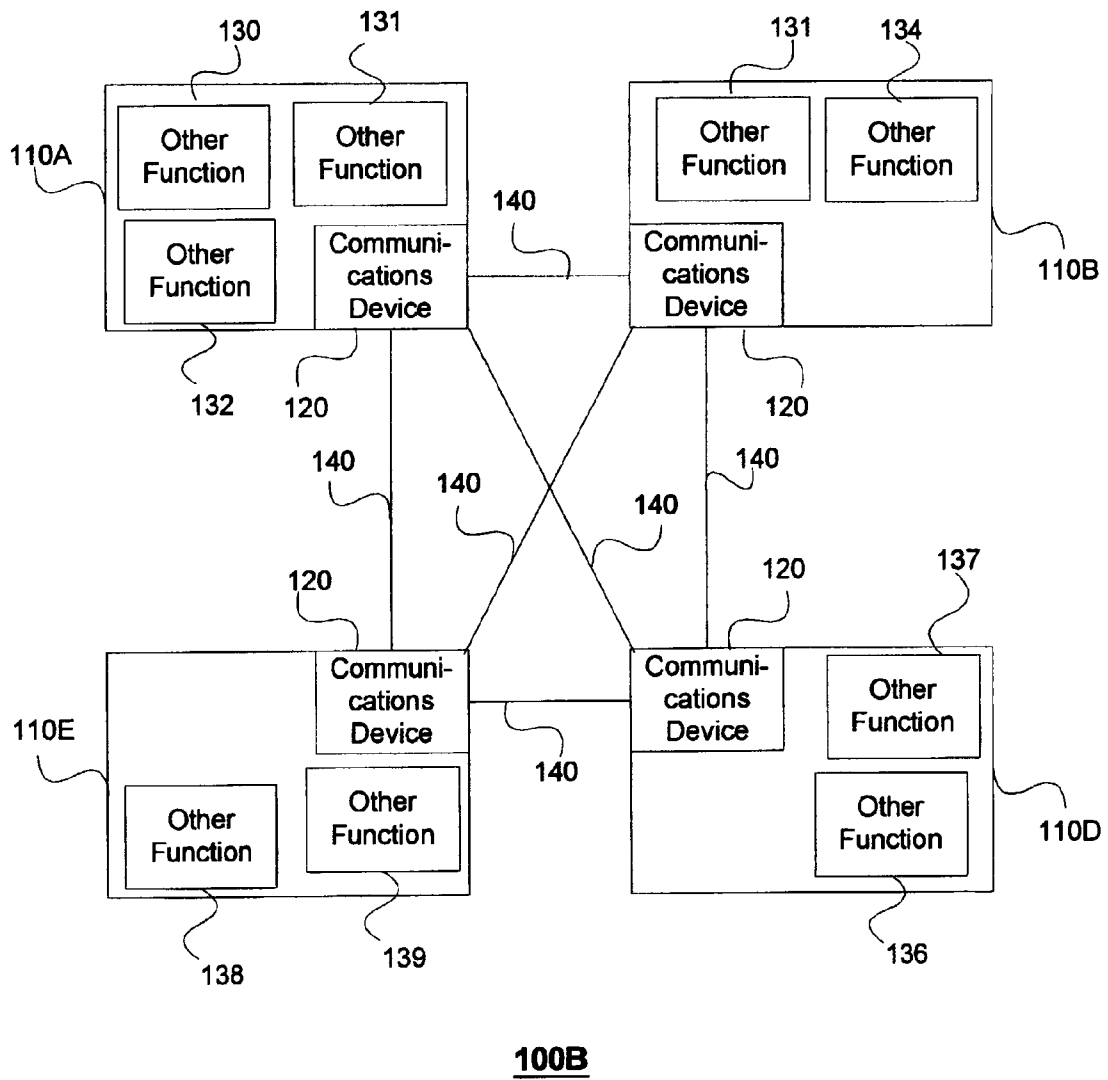 130
131
131
134
Other
Function
Other
Function
Other
Function
Other
Function
110A
140
Other
Function
Communi-
cations
Device
Communi-
cations
Device
110B
132
120
120
140
140
140
140
120
120
137
Communi-
cations
Device
Communi-
cations
Device
Other
Function
110E
140
Other
Function
Other
Function
Other
Function
110D
138
139
136
100B